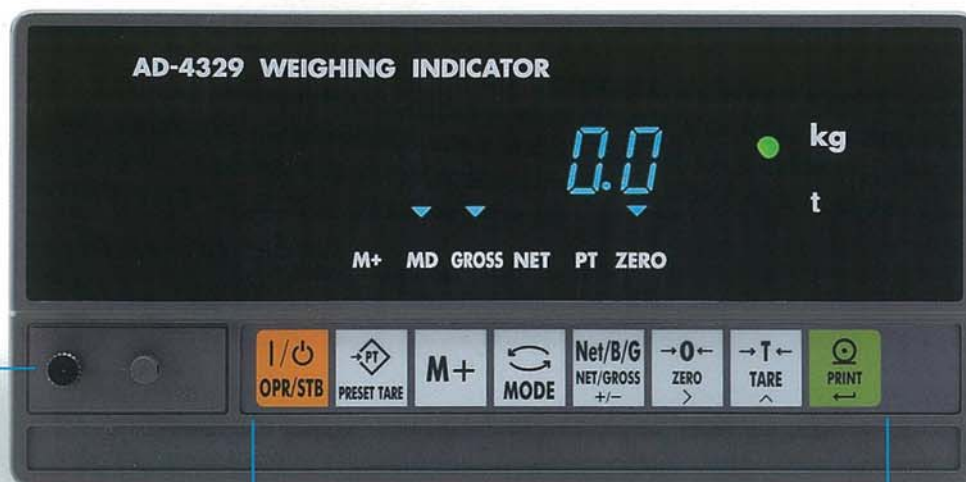 AD-4329 WEIGHING INDICATOR
0.0
kg
t
M+ MD GROSS NET PT ZERO
I/⏻ →PT← M+ MODE Net/B/G →0← →T← PRINT
OPR/STB PRESET TARE NET/GROSS ZERO TARE
+/− > ^ ↵